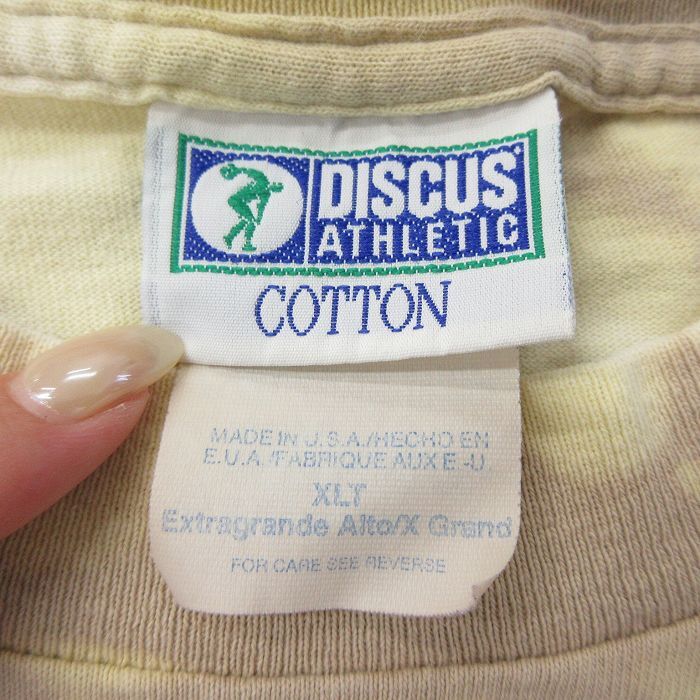 DISCUS
ATHLETIC
COTTON
MADE IN U.S.A./HECHO EN
E.U.A./FABRIQUE AUX E.-U.
XLT
Extragrande Alto/X Grand
FOR CARE SEE REVERSE